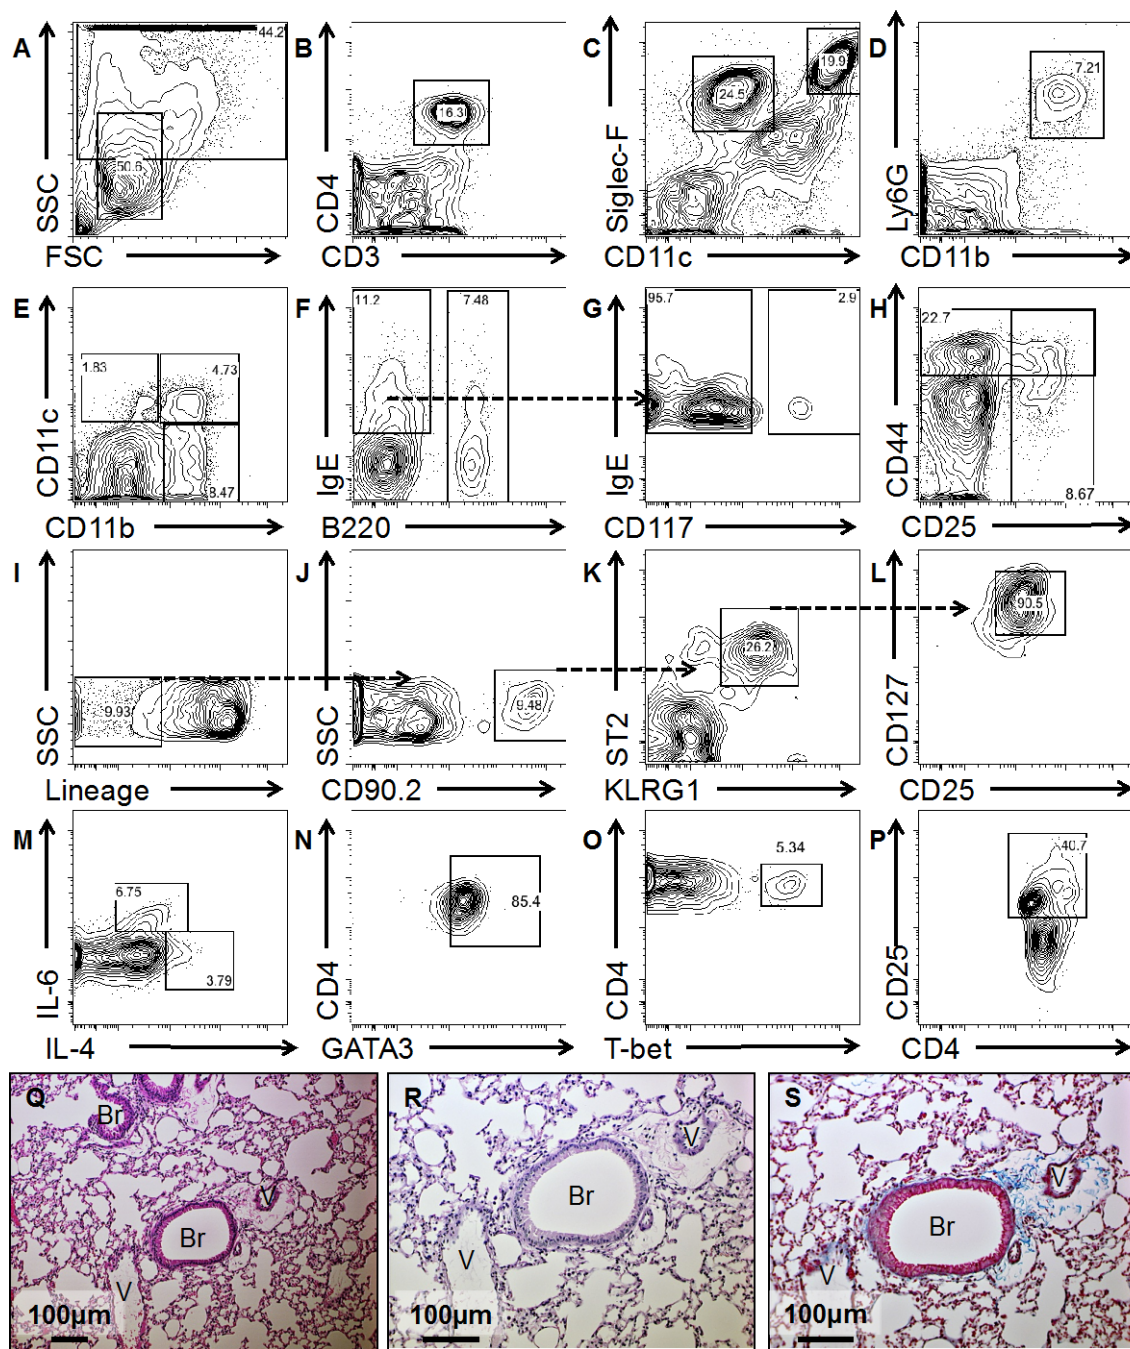 A
SSC
44.2
50.6
FSC
B
CD4
16.3
CD3
C
Siglec-F
24.5
19.9
CD11c
D
Ly6G
7.21
CD11b
E
CD11c
1.83
4.73
8.47
CD11b
F
IgE
11.2
7.48
B220
G
IgE
95.7
2.9
CD117
H
CD44
22.7
8.67
CD25
I
SSC
9.93
Lineage
J
SSC
9.48
CD90.2
K
ST2
26.2
KLRG1
L
CD127
90.5
CD25
M
IL-6
6.75
3.79
IL-4
N
CD4
85.4
GATA3
O
CD4
5.34
T-bet
P
CD25
40.7
CD4
Q
Br
V
Br
V
100µm
R
V
Br
V
100µm
S
V
Br
V
100µm